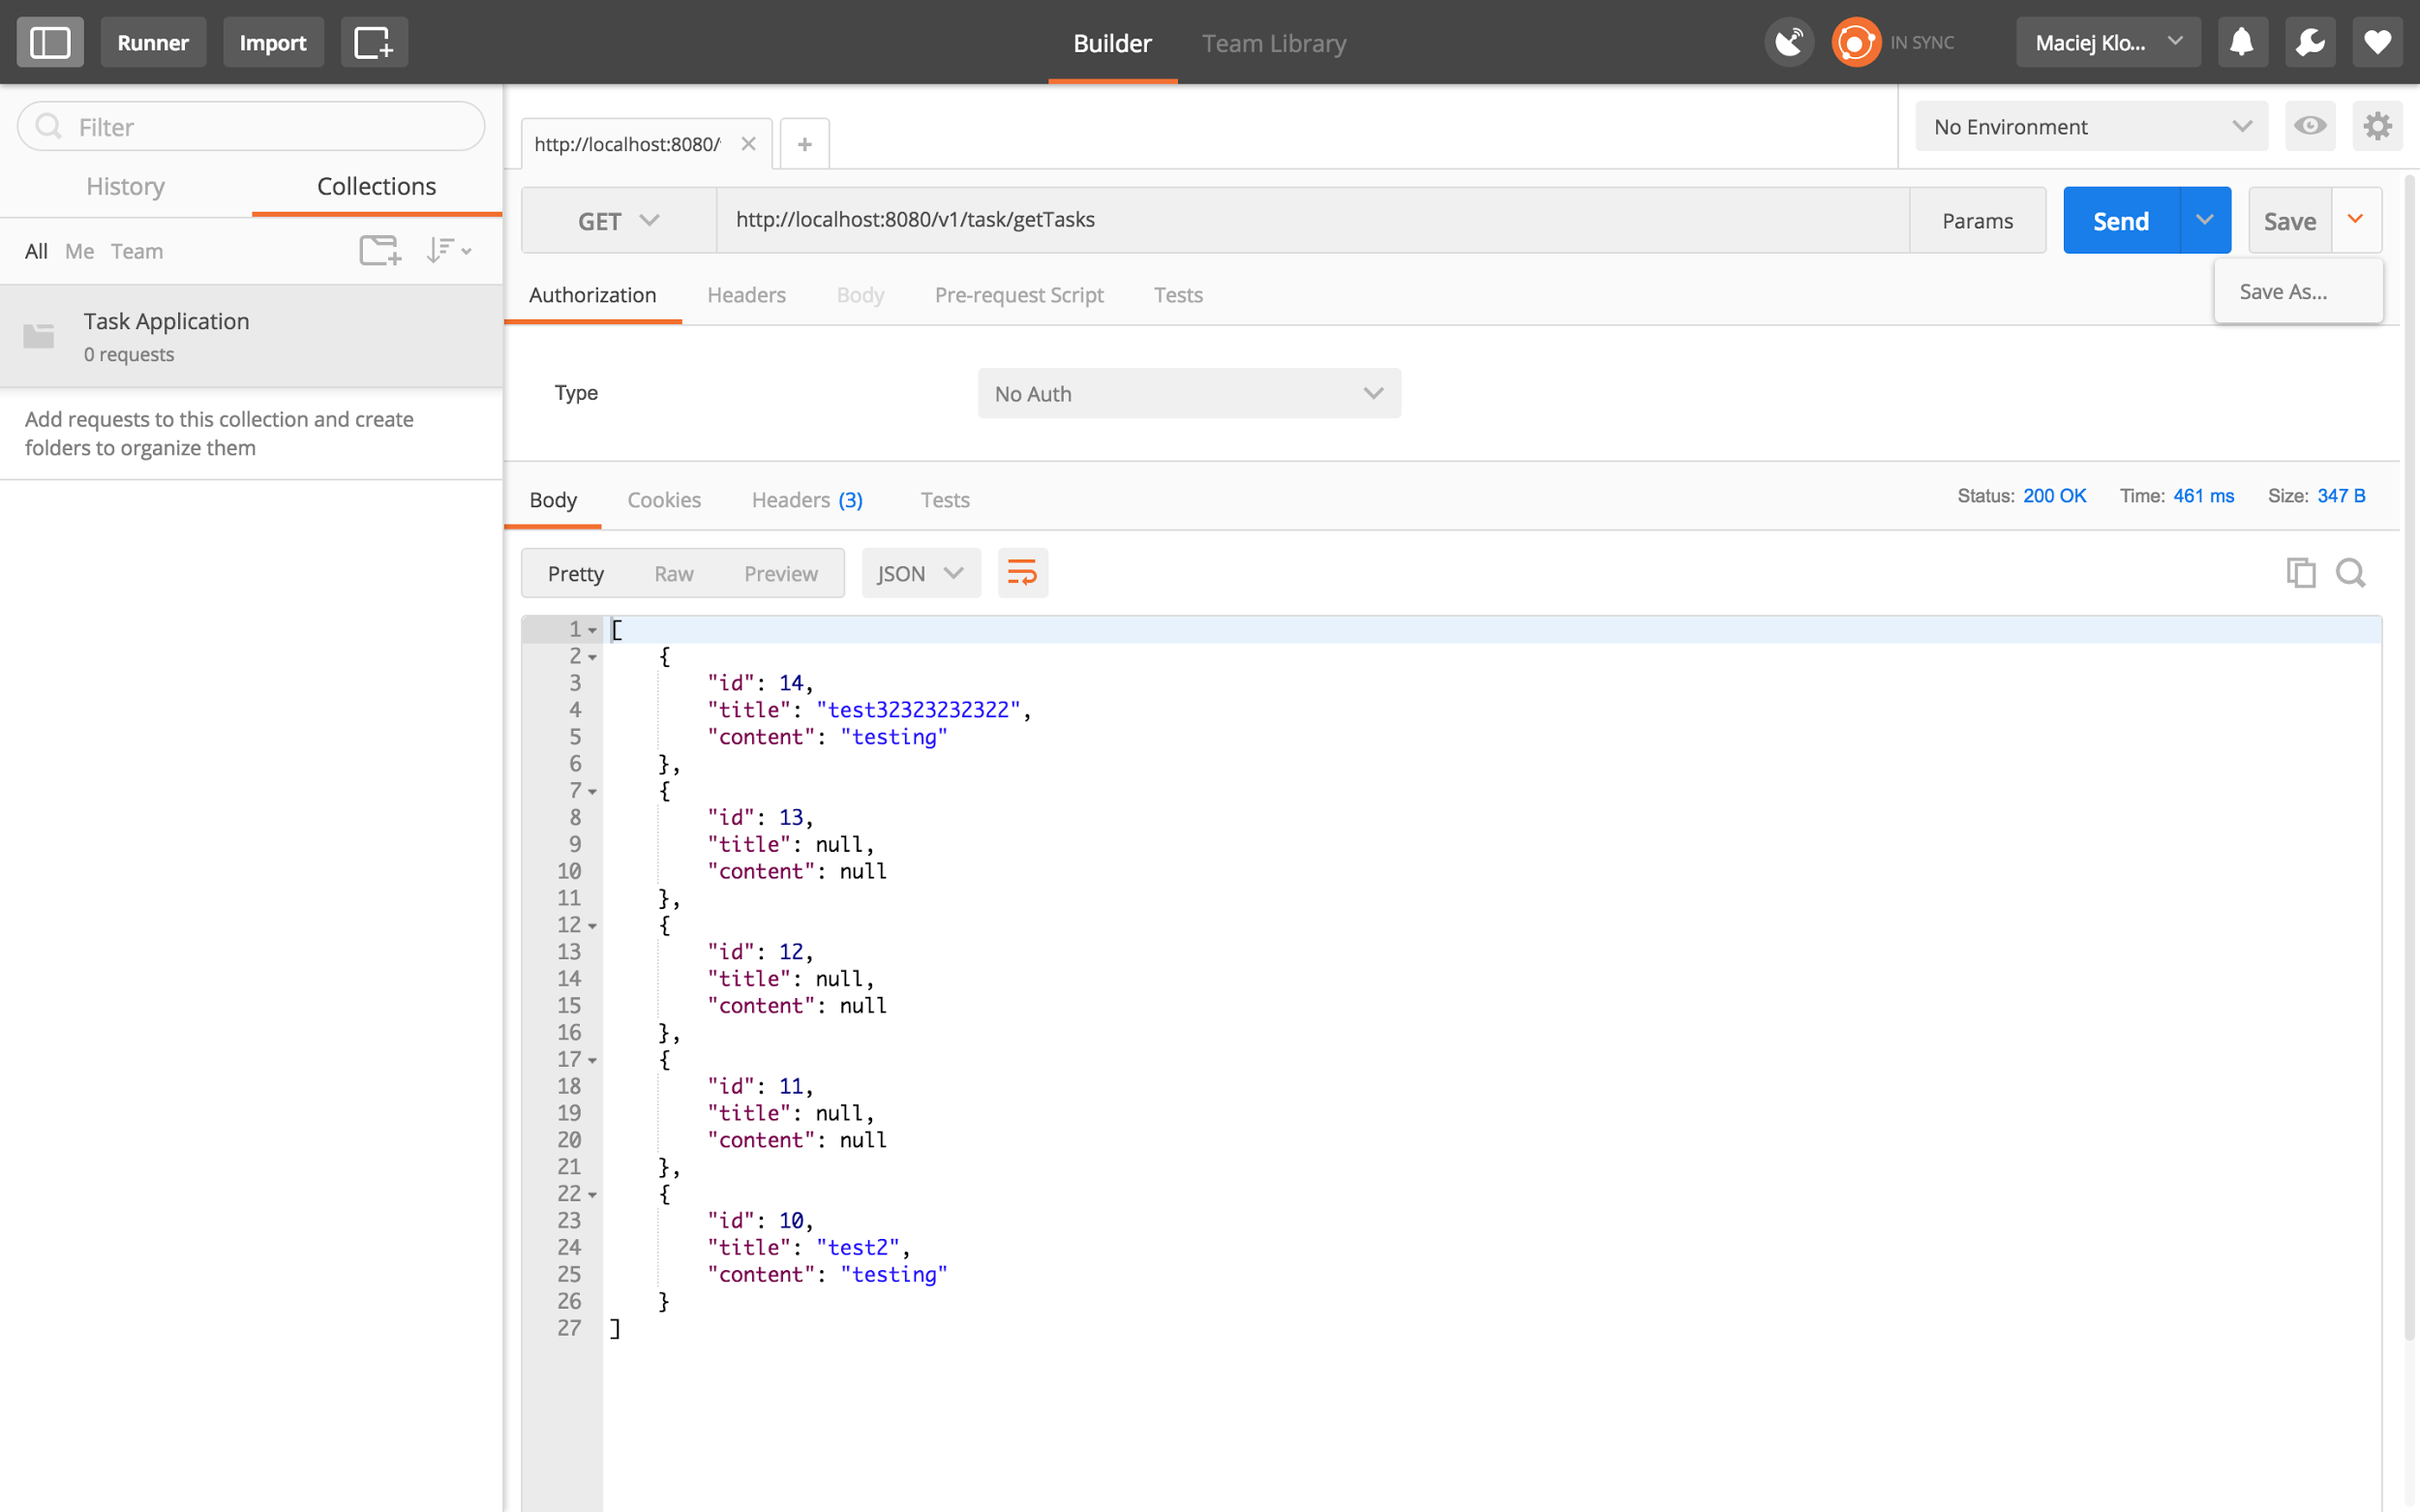 Runner Import Builder Team Library IN SYNC Maciej Klo...
Filter
History Collections
All Me Team
Task Application
0 requests
Add requests to this collection and create
folders to organize them
http://localhost:8080/ No Environment
GET http://localhost:8080/v1/task/getTasks Params Send Save
Save As...
Authorization Headers Body Pre-request Script Tests
Type No Auth
Body Cookies Headers (3) Tests Status: 200 OK Time: 461 ms Size: 347 B
Pretty Raw Preview JSON
1 [
2 {
3 "id": 14,
4 "title": "test32323232322",
5 "content": "testing"
6 },
7 {
8 "id": 13,
9 "title": null,
10 "content": null
11 },
12 {
13 "id": 12,
14 "title": null,
15 "content": null
16 },
17 {
18 "id": 11,
19 "title": null,
20 "content": null
21 },
22 {
23 "id": 10,
24 "title": "test2",
25 "content": "testing"
26 }
27 ]